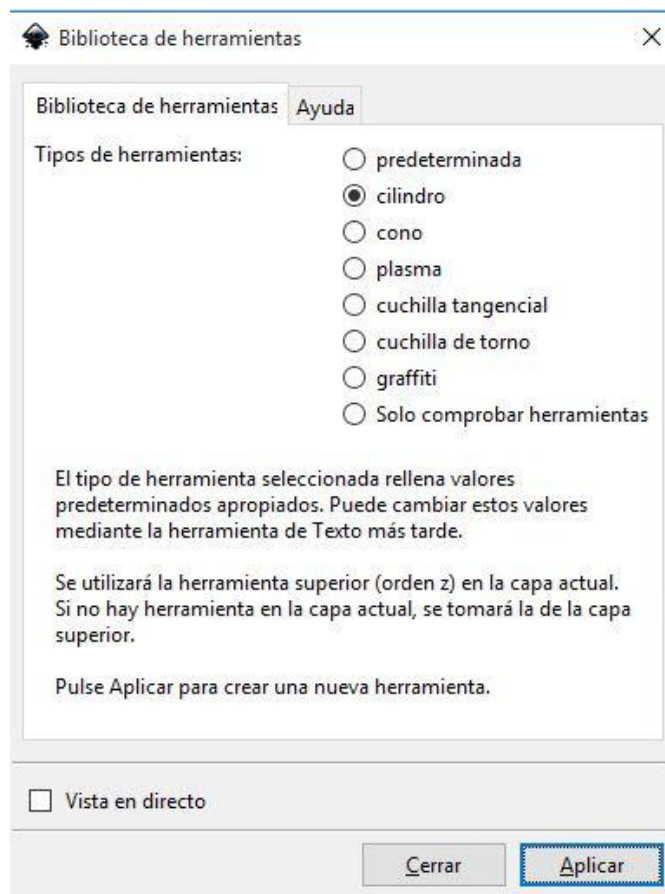 Biblioteca de herramientas
Biblioteca de herramientas Ayuda
Tipos de herramientas:
predeterminada
cilindro
cono
plasma
cuchilla tangencial
cuchilla de torno
graffiti
Solo comprobar herramientas
El tipo de herramienta seleccionada rellena valores
predeterminados apropiados. Puede cambiar estos valores
mediante la herramienta de Texto más tarde.
Se utilizará la herramienta superior (orden z) en la capa actual.
Si no hay herramienta en la capa actual, se tomará la de la capa
superior.
Pulse Aplicar para crear una nueva herramienta.
Vista en directo
Cerrar Aplicar